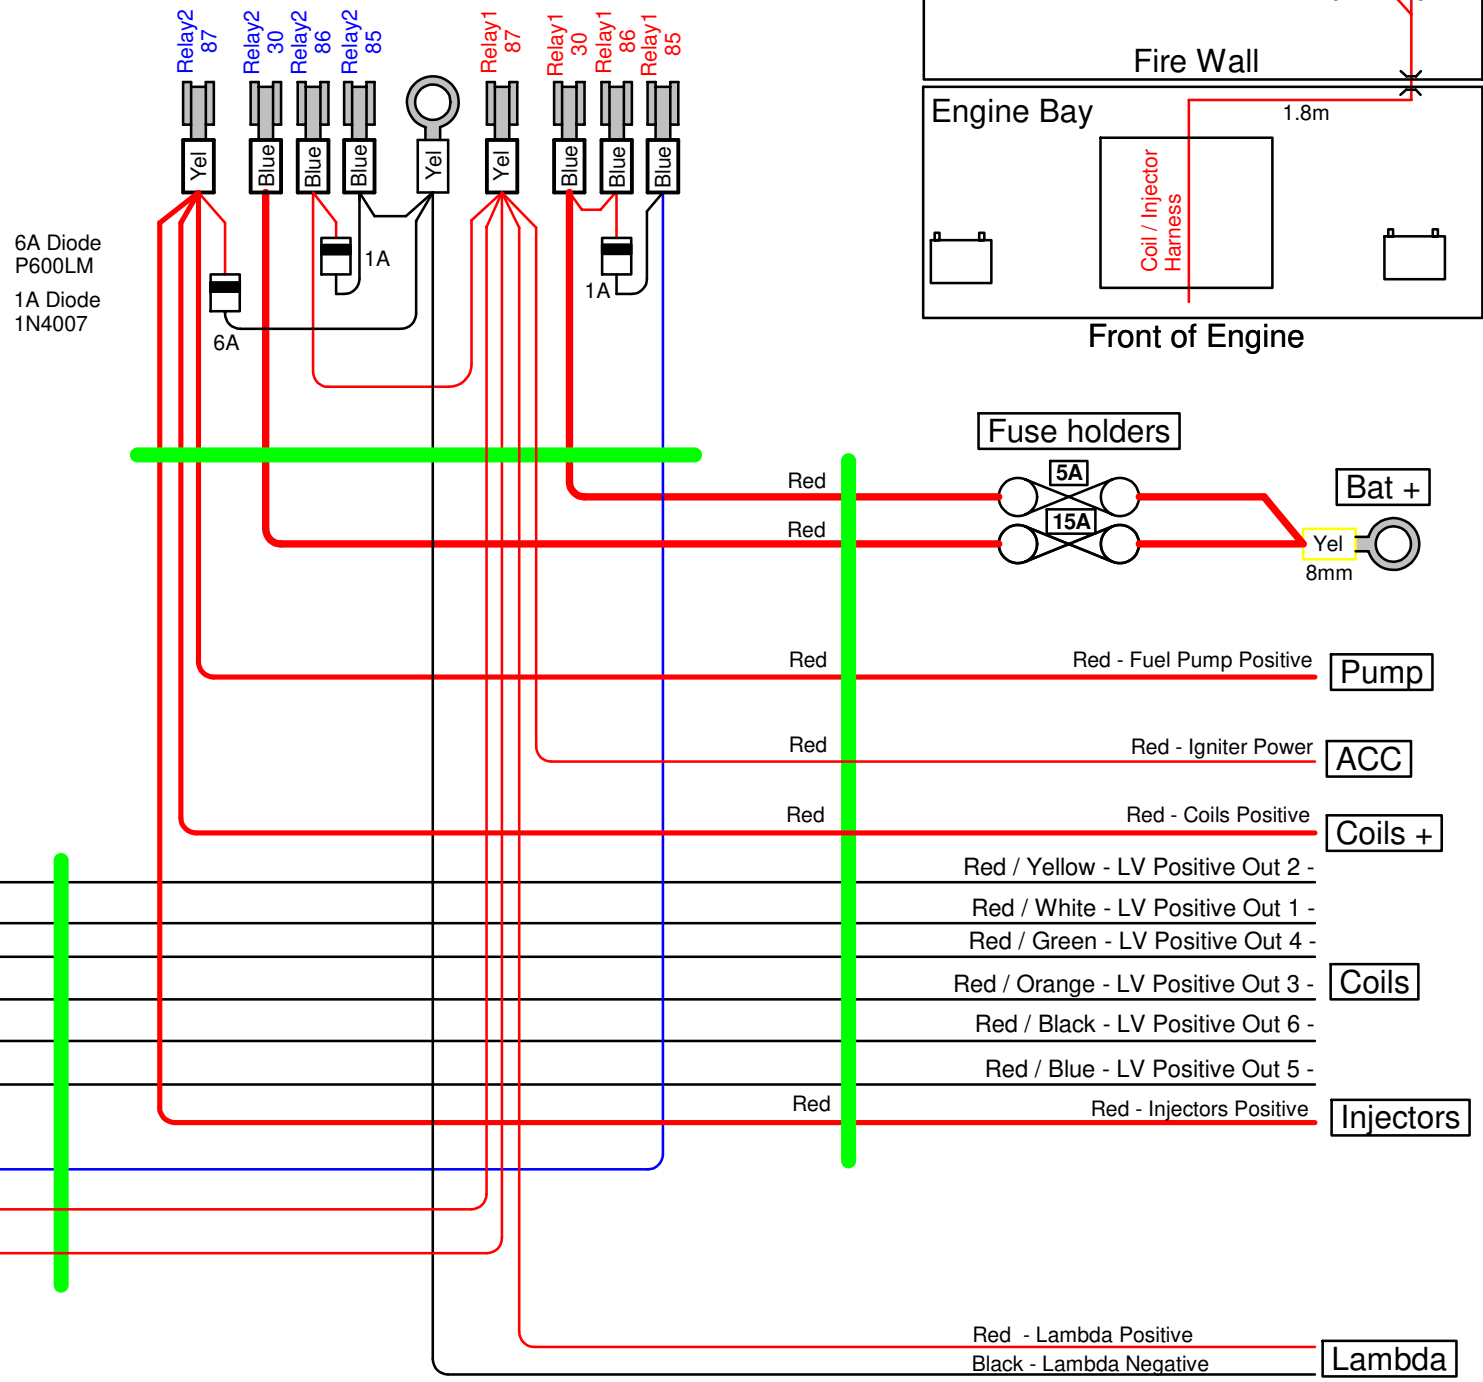 Relay2
87
Relay2
30
Relay2
86
Relay2
85
Relay1
87
Relay1
30
Relay1
86
Relay1
85
Yel
Blue
Blue
Blue
Yel
Yel
Blue
Blue
Blue
6A Diode
P600LM
1A Diode
1N4007
1A
6A
1A
Fire Wall
Engine Bay
1.8m
Coil / Injector
Harness
Front of Engine
Fuse holders
Red
5A
Bat +
Red
15A
Yel
8mm
Red
Red - Fuel Pump Positive
Pump
Red
Red - Igniter Power
ACC
Red
Red - Coils Positive
Coils +
Red / Yellow - LV Positive Out 2 -
Red / White - LV Positive Out 1 -
Red / Green - LV Positive Out 4 -
Red / Orange - LV Positive Out 3 -
Coils
Red / Black - LV Positive Out 6 -
Red / Blue - LV Positive Out 5 -
Red
Red - Injectors Positive
Injectors
Red - Lambda Positive
Black - Lambda Negative
Lambda